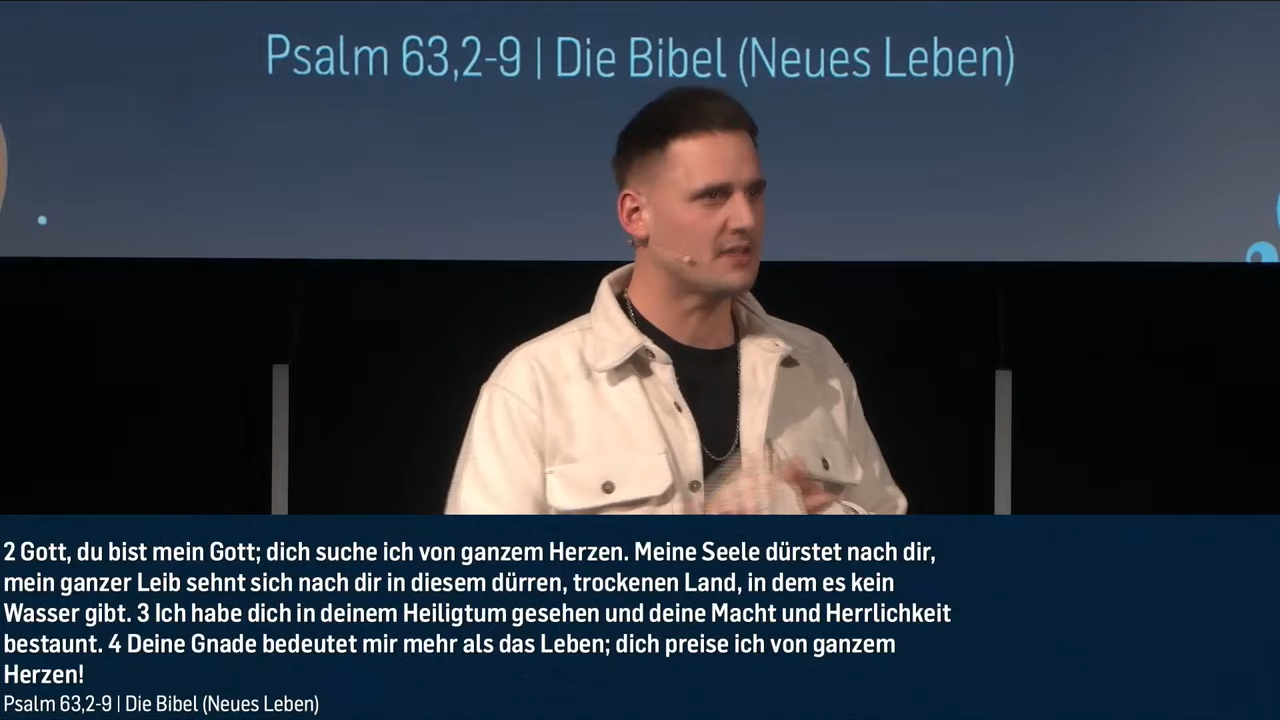 Psalm 63,2-9 | Die Bibel (Neues Leben)
2 Gott, du bist mein Gott; dich suche ich von ganzem Herzen. Meine Seele dürstet nach dir,
mein ganzer Leib sehnt sich nach dir in diesem dürren, trockenen Land, in dem es kein
Wasser gibt. 3 Ich habe dich in deinem Heiligtum gesehen und deine Macht und Herrlichkeit
bestaunt. 4 Deine Gnade bedeutet mir mehr als das Leben; dich preise ich von ganzem
Herzen!
Psalm 63,2-9 | Die Bibel (Neues Leben)